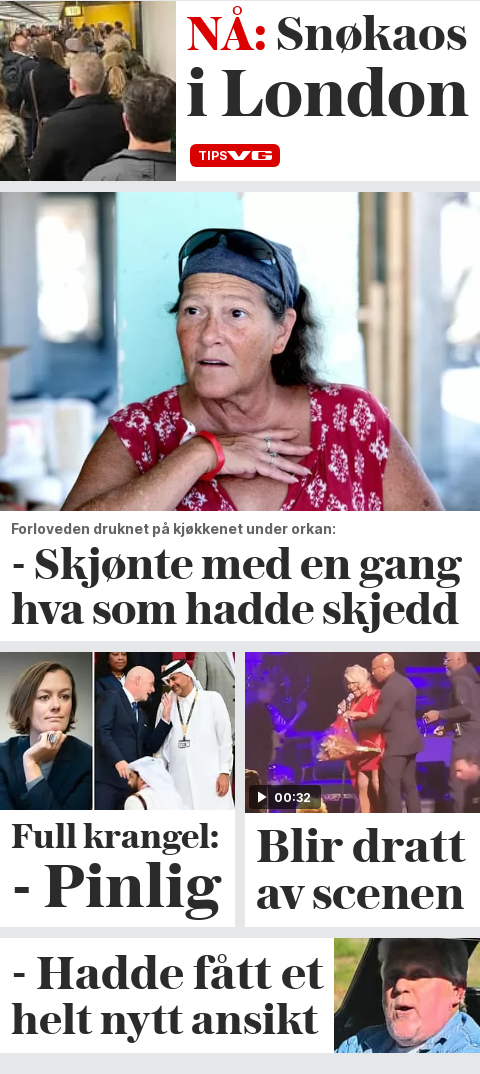 NÅ: Snøkaos
i London
TIPS VG
Forloveden druknet på kjøkkenet under orkan:
- Skjønte med en gang
hva som hadde skjedd
Full krangel:
- Pinlig
00:32
Blir dratt
av scenen
- Hadde fått et
helt nytt ansikt